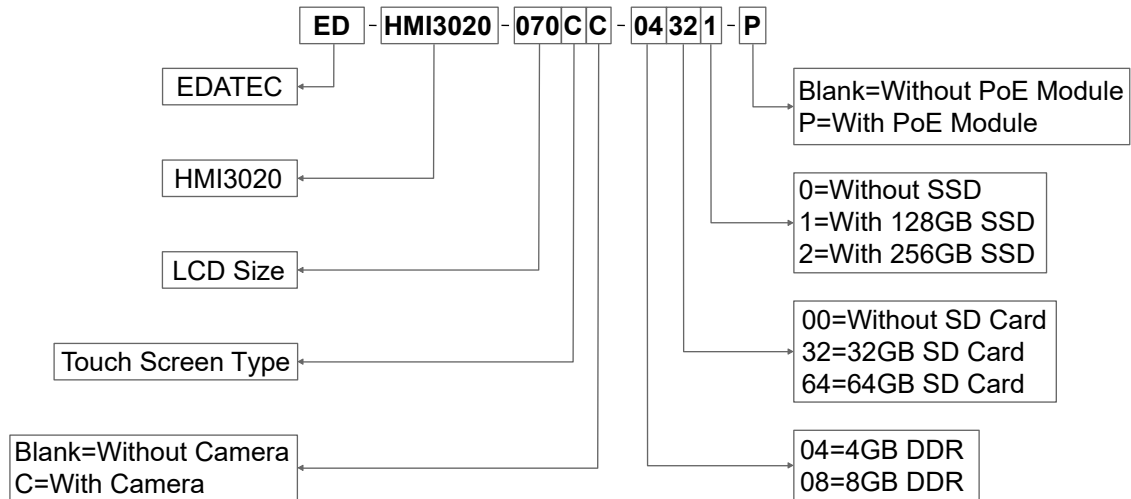 ED - HMI3020 - 070 C C - 04 32 1 - P
EDATEC
HMI3020
LCD Size
Touch Screen Type
Blank=Without Camera
C=With Camera
Blank=Without PoE Module
P=With PoE Module
0=Without SSD
1=With 128GB SSD
2=With 256GB SSD
00=Without SD Card
32=32GB SD Card
64=64GB SD Card
04=4GB DDR
08=8GB DDR